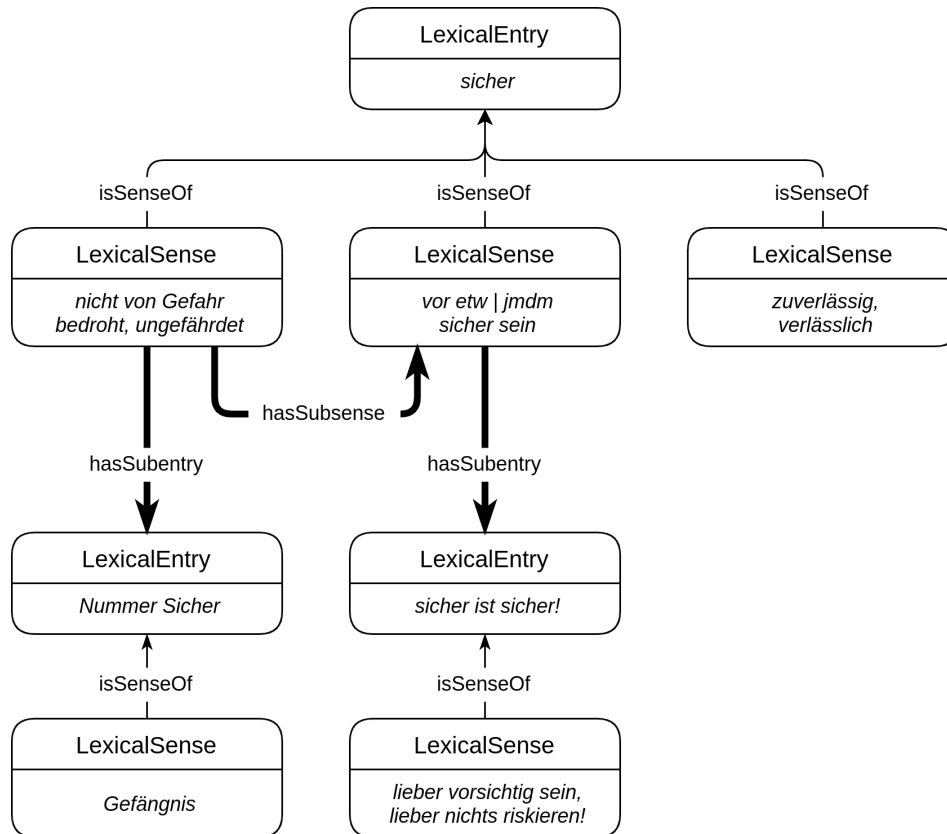 LexicalEntry
sicher
isSenseOf
isSenseOf
isSenseOf
LexicalSense
nicht von Gefahr
bedroht, ungefährdet
LexicalSense
vor etw | jmdm
sicher sein
LexicalSense
zuverlässig,
verlässlich
hasSubsense
hasSubentry
hasSubentry
LexicalEntry
Nummer Sicher
LexicalEntry
sicher ist sicher!
isSenseOf
isSenseOf
LexicalSense
Gefängnis
LexicalSense
lieber vorsichtig sein,
lieber nichts riskieren!